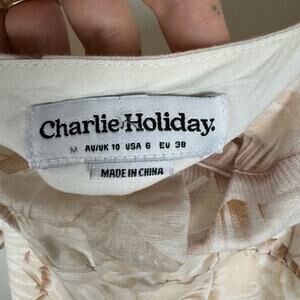 Charlie Holiday.
M AU/UK 10 USA 6 EU 38
MADE IN CHINA